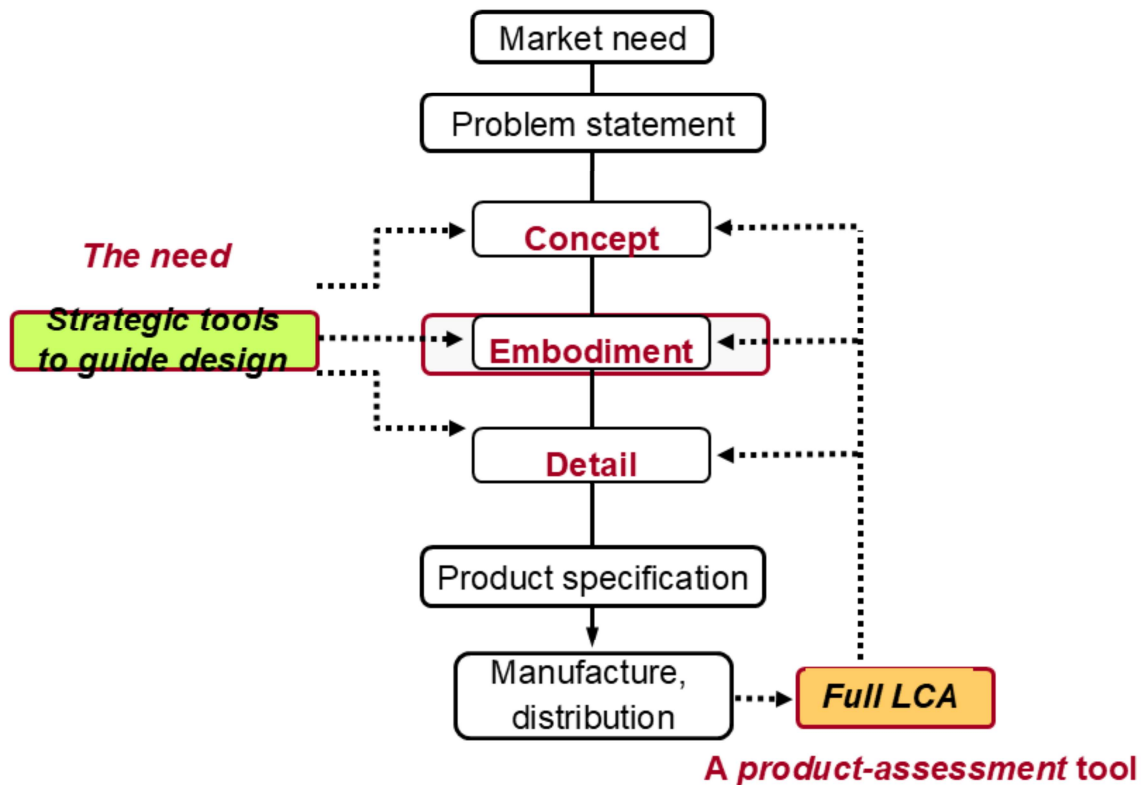 Market need
Problem statement
Concept
The need
Strategic tools
to guide design
Embodiment
Detail
Product specification
Manufacture,
distribution
Full LCA
A product-assessment tool